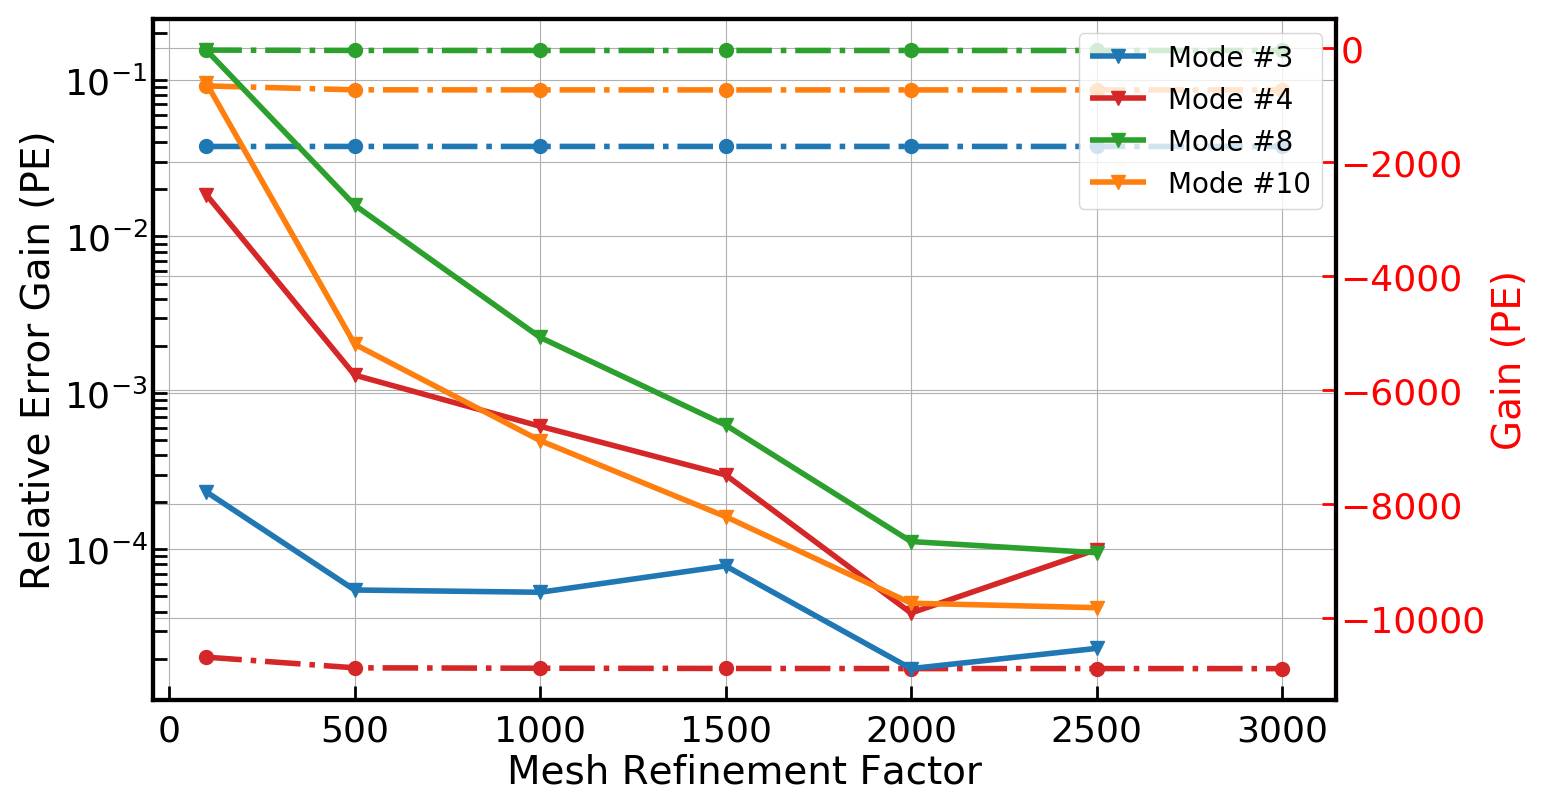 Relative Error Gain (PE)
10⁻¹
10⁻²
10⁻³
10⁻⁴
Mode #3
Mode #4
Mode #8
Mode #10
0
−2000
−4000
−6000
−8000
−10000
Gain (PE)
0 500 1000 1500 2000 2500 3000
Mesh Refinement Factor